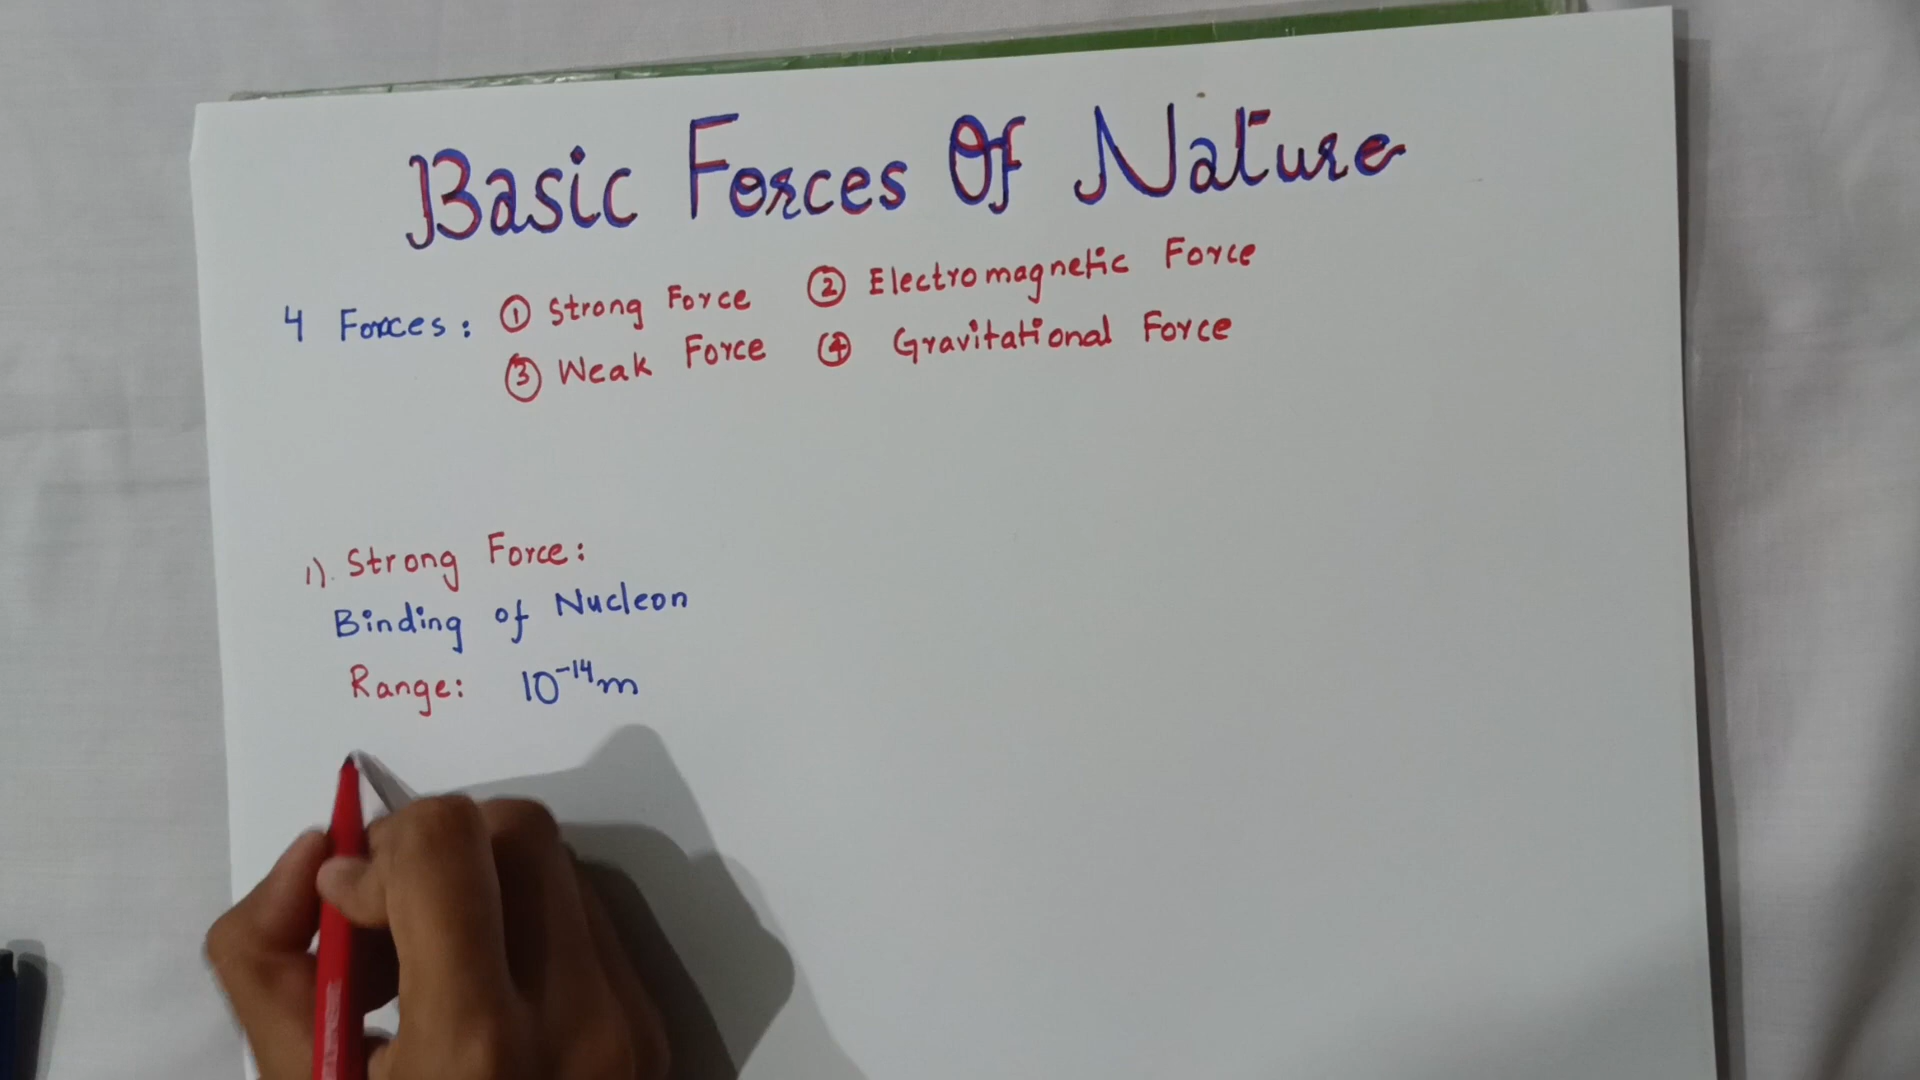 Basic Forces Of Nature
4 Forces: ① Strong Force ② Electromagnetic Force
③ Weak Force ④ Gravitational Force
1). Strong Force:
Binding of Nucleon
Range: 10⁻¹⁴m